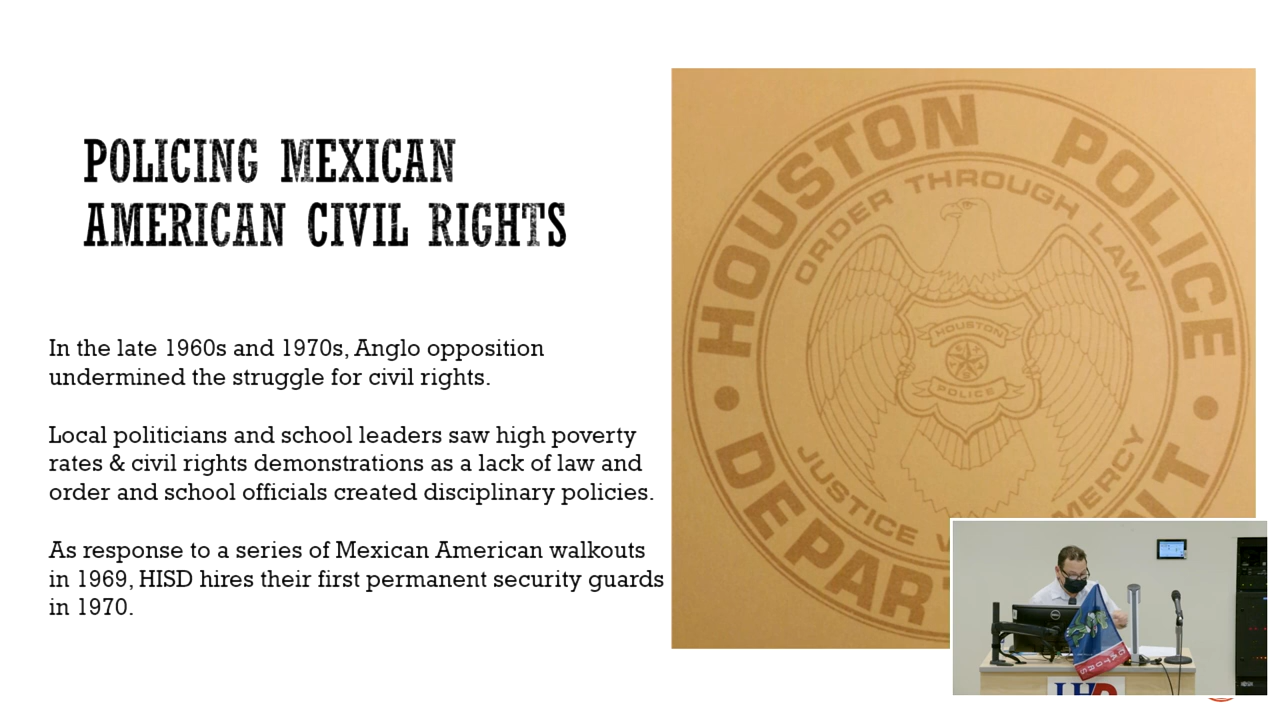 POLICING MEXICAN
AMERICAN CIVIL RIGHTS
In the late 1960s and 1970s, Anglo opposition
undermined the struggle for civil rights.
Local politicians and school leaders saw high poverty
rates & civil rights demonstrations as a lack of law and
order and school officials created disciplinary policies.
As response to a series of Mexican American walkouts
in 1969, HISD hires their first permanent security guards
in 1970.
HOUSTON POLICE
ORDER THROUGH LAW
HOUSTON
POLICE
JUSTICE
MERCY